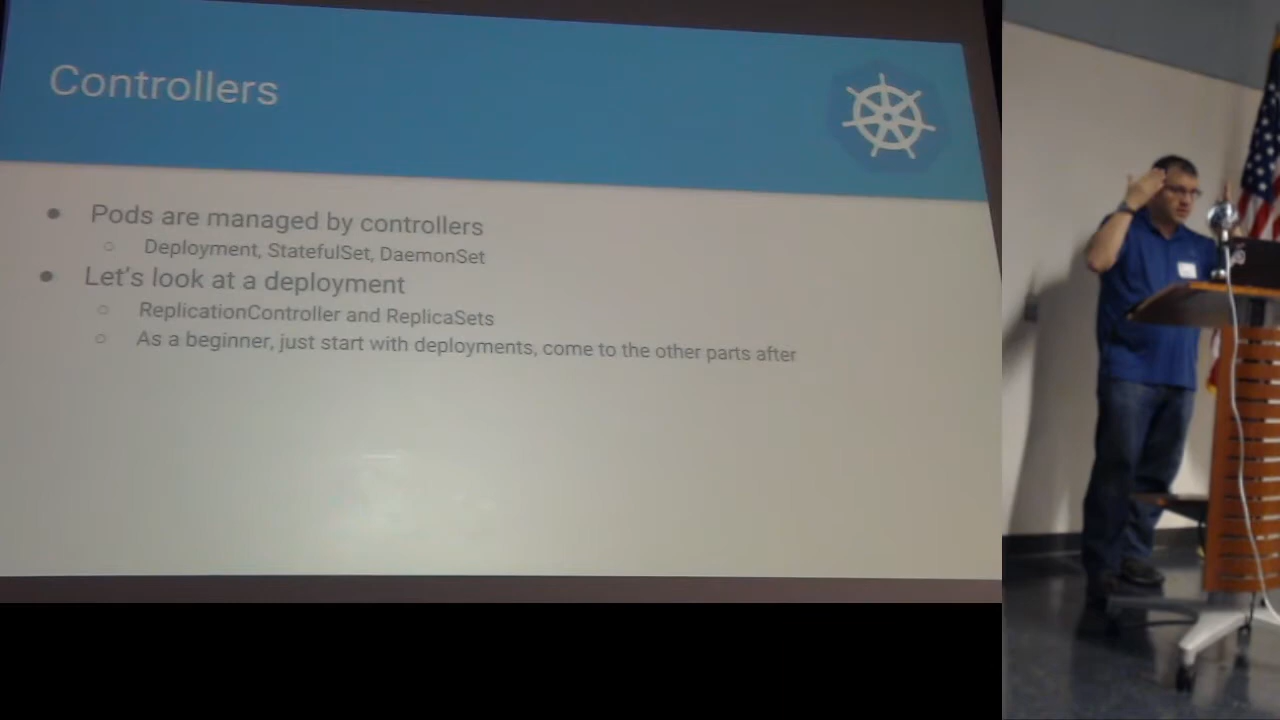 Controllers
Pods are managed by controllers
Deployment, StatefulSet, DaemonSet
Let's look at a deployment
ReplicationController and ReplicaSets
As a beginner, just start with deployments, come to the other parts after